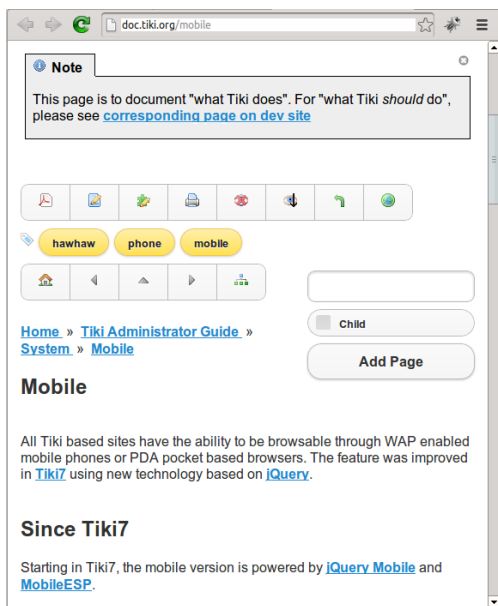 doc.tiki.org/mobile
Note
This page is to document "what Tiki does". For "what Tiki should do",
please see corresponding page on dev site
hawhaw phone mobile
Child
Add Page
Home » Tiki Administrator Guide »
System » Mobile
Mobile
All Tiki based sites have the ability to be browsable through WAP enabled
mobile phones or PDA pocket based browsers. The feature was improved
in Tiki7 using new technology based on jQuery.
Since Tiki7
Starting in Tiki7, the mobile version is powered by jQuery Mobile and
MobileESP.